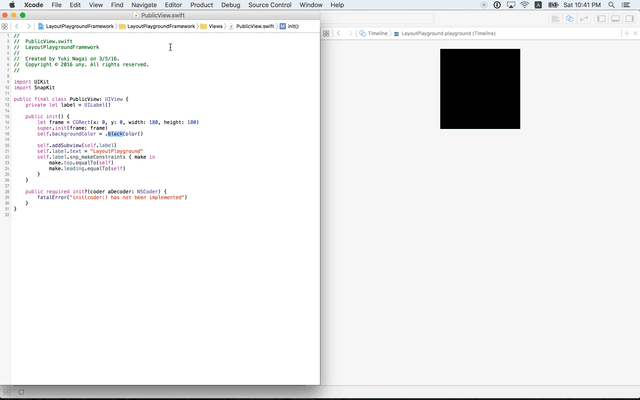 Xcode File Edit View Find Navigate Editor Product Debug Source Control Window Help Sat 10:41 PM
PublicView.swift
LayoutPlaygroundFramework LayoutPlaygroundFramework Views PublicView.swift init()
Timeline LayoutPlayground.playground (Timeline)
1 //
2 // PublicView.swift
3 // LayoutPlaygroundFramework
4 //
5 // Created by Yuki Nagai on 3/5/16.
6 // Copyright © 2016 uny. All rights reserved.
7 //
8
9 import UIKit
10 import SnapKit
11
12 public final class PublicView: UIView {
13 private let label = UILabel()
14
15 public init() {
16 let frame = CGRect(x: 0, y: 0, width: 180, height: 180)
17 super.init(frame: frame)
18 self.backgroundColor = .blackColor()
19
20 self.addSubview(self.label)
21 self.label.text = "LayoutPlayground"
22 self.label.snp_makeConstraints { make in
23 make.top.equalTo(self)
24 make.leading.equalTo(self)
25 }
26 }
27
28 public required init?(coder aDecoder: NSCoder) {
29 fatalError("init(coder:) has not been implemented")
30 }
31 }
32